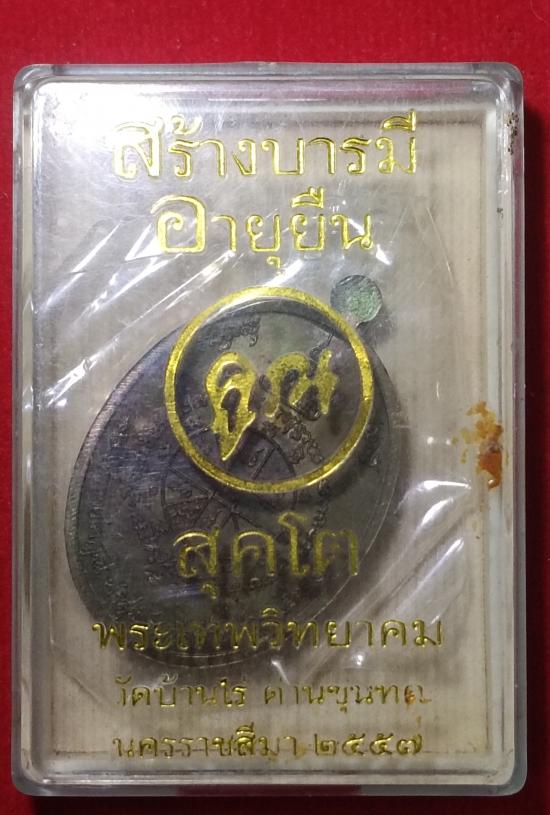 สร้างบารมี
อายุยืน
คูณ
สุคโต
พระเทพวิทยาคม
วัดบ้านไร่ ด่านขุนทด
นครราชสีมา ๒๕๕๗